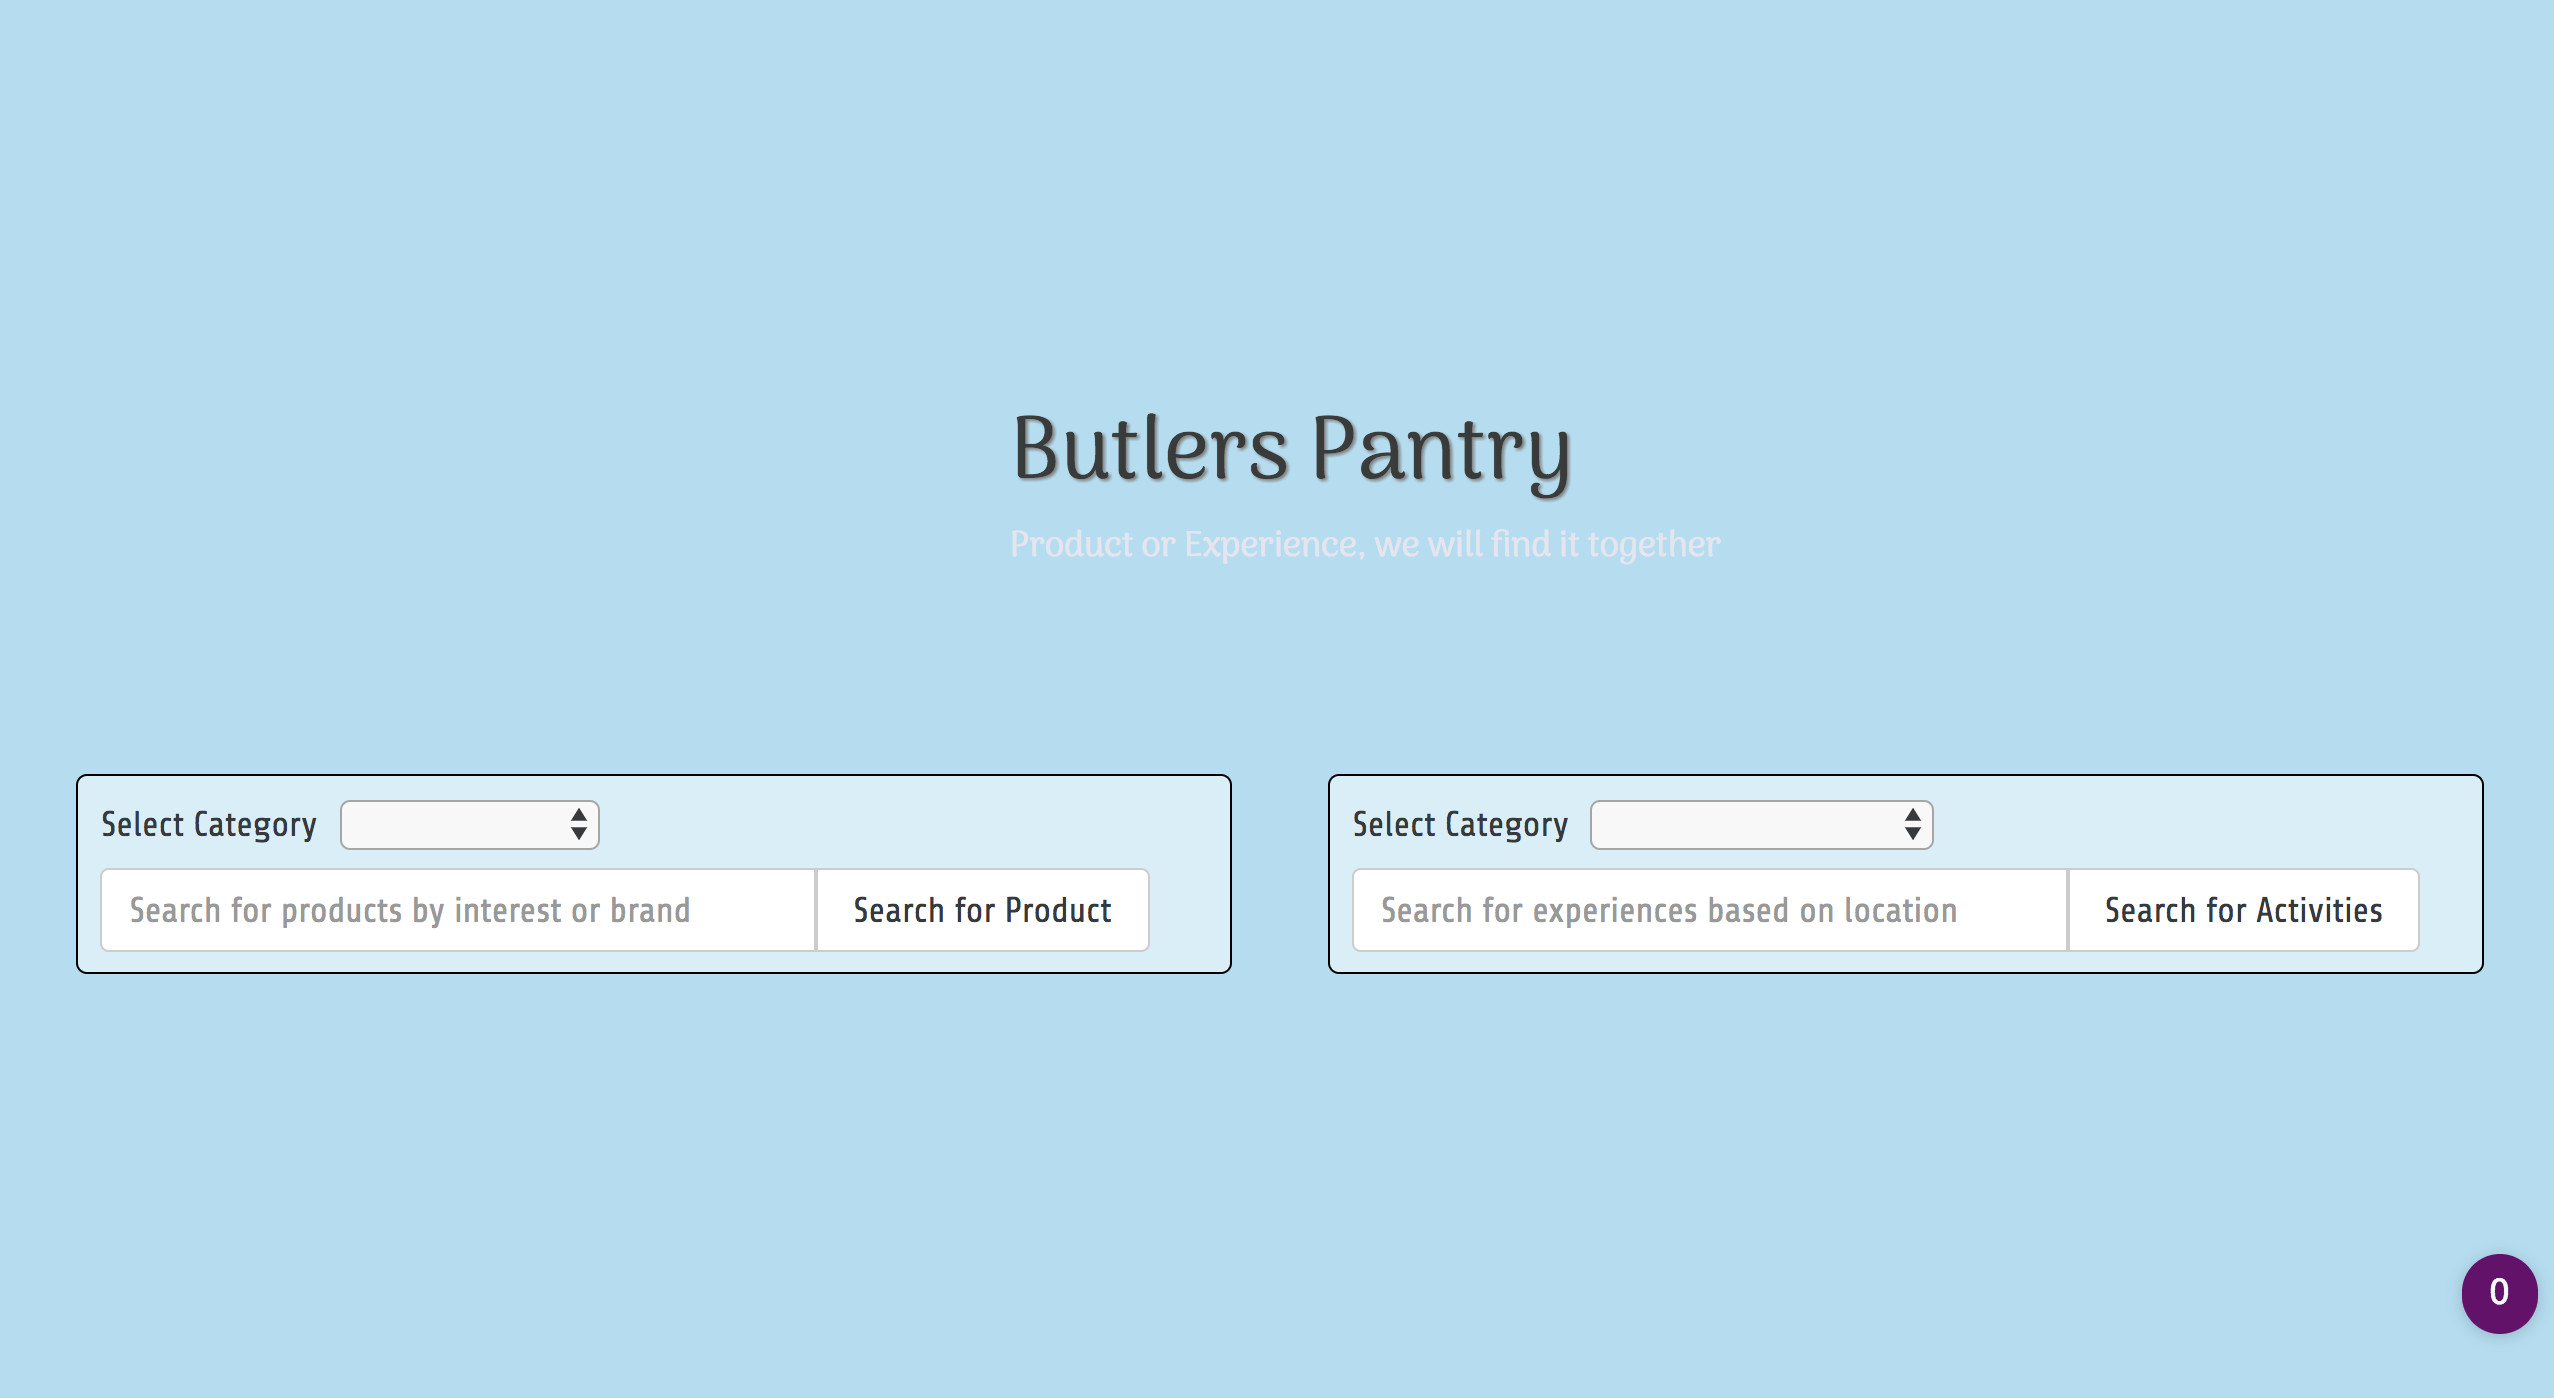 Butlers Pantry
Product or Experience, we will find it together
Select Category
Search for products by interest or brand
Search for Product
Select Category
Search for experiences based on location
Search for Activities
0